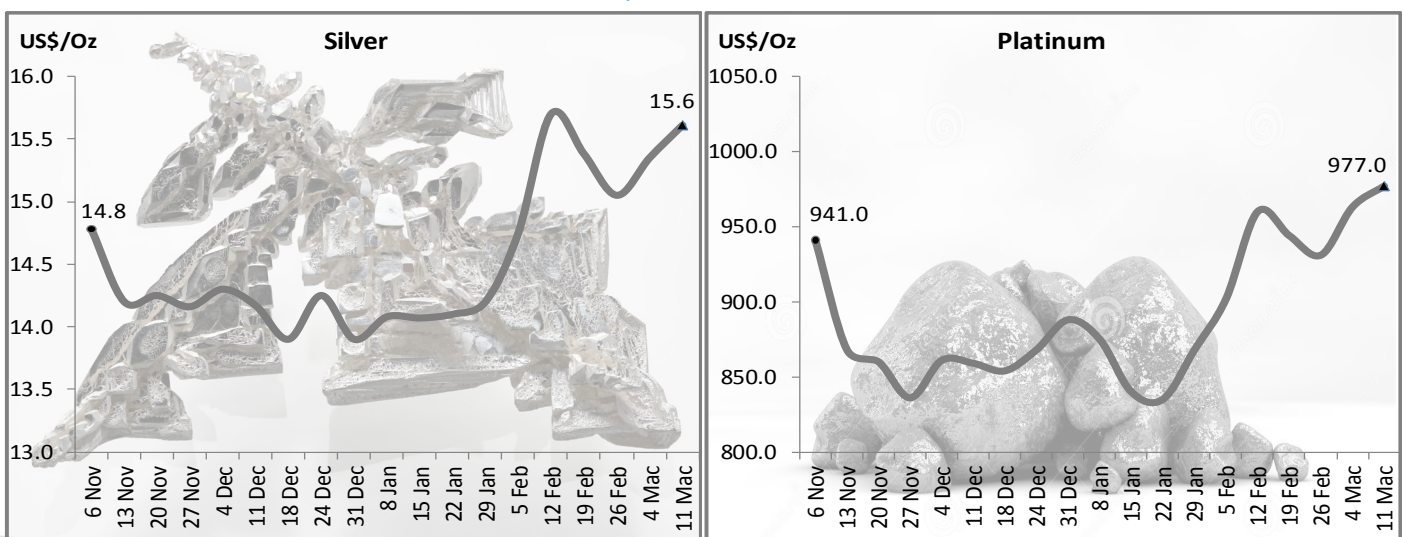 US$/Oz
Silver
16.0
15.5
15.0
14.5
14.0
13.5
13.0
14.8
15.6
6 Nov
13 Nov
20 Nov
27 Nov
4 Dec
11 Dec
18 Dec
24 Dec
31 Dec
8 Jan
15 Jan
22 Jan
29 Jan
5 Feb
12 Feb
19 Feb
26 Feb
4 Mac
11 Mac
US$/Oz
Platinum
1050.0
1000.0
950.0
900.0
850.0
800.0
941.0
977.0
6 Nov
13 Nov
20 Nov
27 Nov
4 Dec
11 Dec
18 Dec
24 Dec
31 Dec
8 Jan
15 Jan
22 Jan
29 Jan
5 Feb
12 Feb
19 Feb
26 Feb
4 Mac
11 Mac